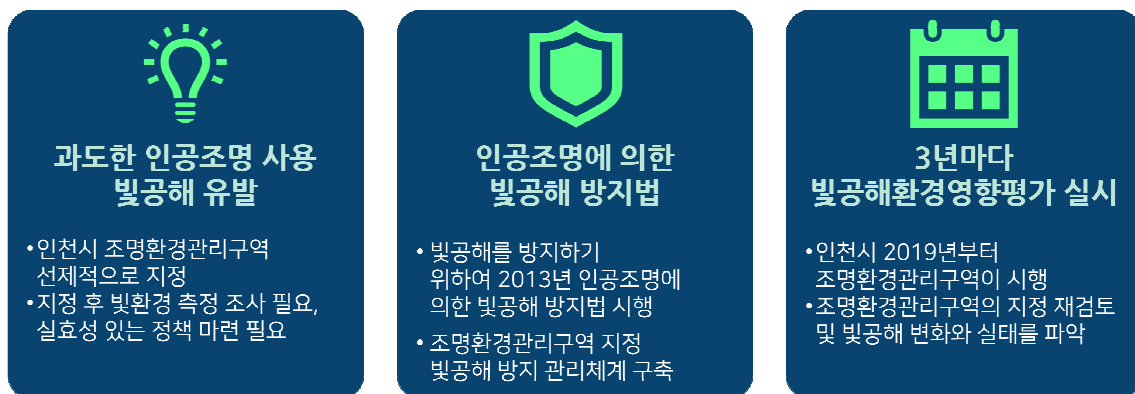 과도한 인공조명 사용
빛공해 유발
•인천시 조명환경관리구역
선제적으로 지정
•지정 후 빛환경 측정 조사 필요,
실효성 있는 정책 마련 필요
인공조명에 의한
빛공해 방지법
• 빛공해를 방지하기
위하여 2013년 인공조명에
의한 빛공해 방지법 시행
• 조명환경관리구역 지정
빛공해 방지 관리체계 구축
3년마다
빛공해환경영향평가 실시
•인천시 2019년부터
조명환경관리구역이 시행
•조명환경관리구역의 지정 재검토
및 빛공해 변화와 실태를 파악